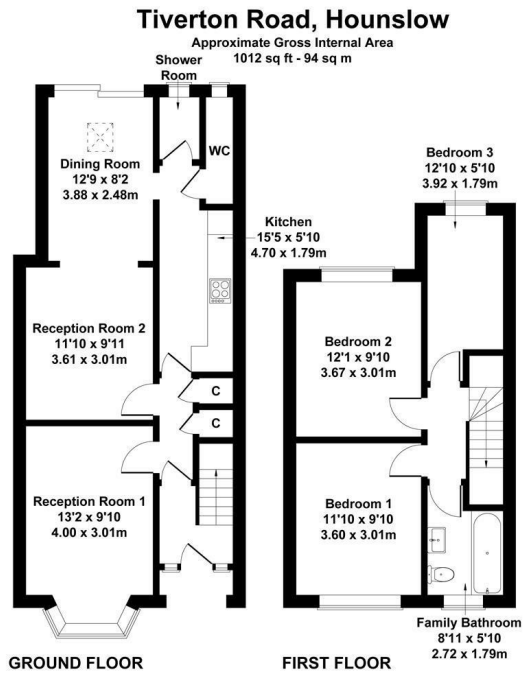 Tiverton Road, Hounslow
Approximate Gross Internal Area
1012 sq ft - 94 sq m
Shower
Room
WC
Dining Room
12'9 x 8'2
3.88 x 2.48m
Kitchen
15'5 x 5'10
4.70 x 1.79m
Reception Room 2
11'10 x 9'11
3.61 x 3.01m
C
C
Reception Room 1
13'2 x 9'10
4.00 x 3.01m
GROUND FLOOR
Bedroom 3
12'10 x 5'10
3.92 x 1.79m
Bedroom 2
12'1 x 9'10
3.67 x 3.01m
Bedroom 1
11'10 x 9'10
3.60 x 3.01m
Family Bathroom
8'11 x 5'10
2.72 x 1.79m
FIRST FLOOR